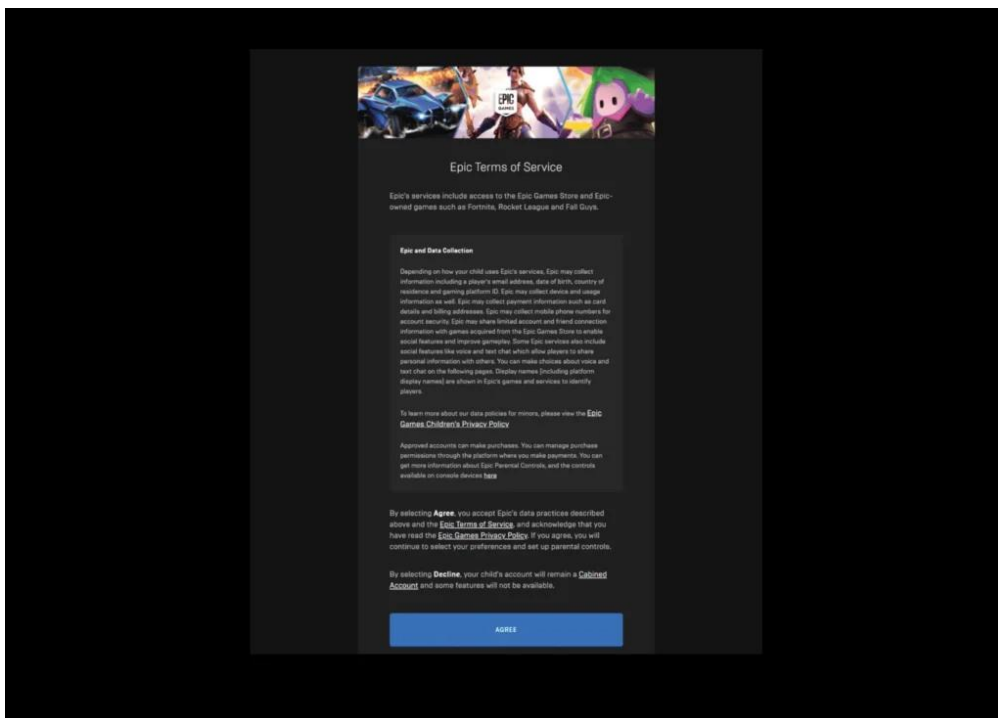 EPIC
GAMES
Epic Terms of Service
Epic's services include access to the Epic Games Store and Epic-
owned games such as Fortnite, Rocket League and Fall Guys.
Epic and Data Collection
Depending on how your child uses Epic's services, Epic may collect
information including a player's email address, date of birth, country of
residence and gaming platform ID. Epic may collect device and usage
information as well. Epic may collect payment information such as card
details and billing addresses. Epic may collect mobile phone numbers for
account security. Epic may share limited account and friend connection
information with games acquired from the Epic Games Store to enable
social features and improve gameplay. Some Epic services also include
social features like voice and text chat which allow players to share
personal information with others. You can make choices about voice and
text chat on the following pages. Display names (including platform
display names) are shown in Epic's games and services to identify
players.
To learn more about our data policies for minors, please view the Epic
Games Children's Privacy Policy
Approved accounts can make purchases. You can manage purchase
permissions through the platform where you make payments. You can
get more information about Epic Parental Controls, and the controls
available on console devices here
By selecting Agree, you accept Epic's data practices described
above and the Epic Terms of Service, and acknowledge that you
have read the Epic Games Privacy Policy. If you agree, you will
continue to select your preferences and set up parental controls.
By selecting Decline, your child's account will remain a Cabined
Account and some features will not be available.
AGREE